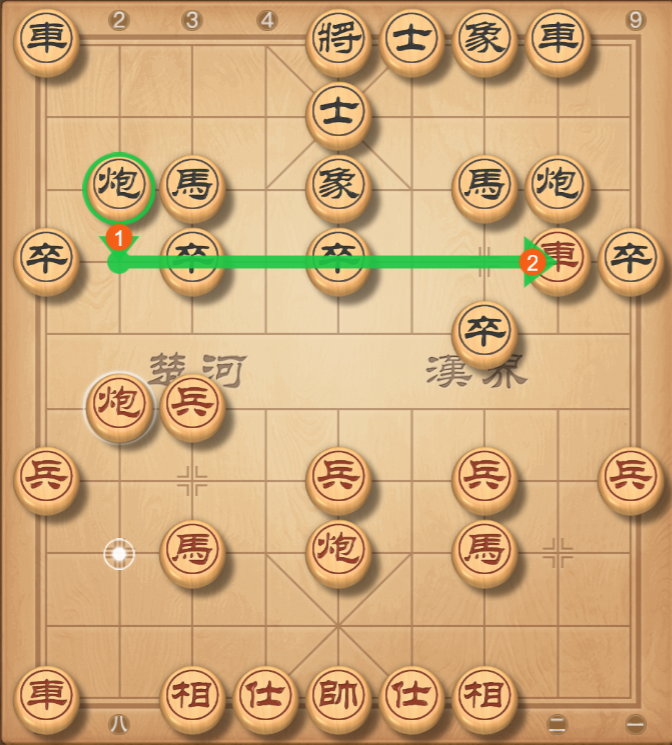 2 3 4 9
車 將 士 象 車
士
炮 馬 象 馬 炮
1 2
卒 卒 卒 車 卒
卒
楚河 漢界
炮 兵
兵 兵 兵 兵
馬 炮 馬
車 相 仕 帥 仕 相
八 二 一